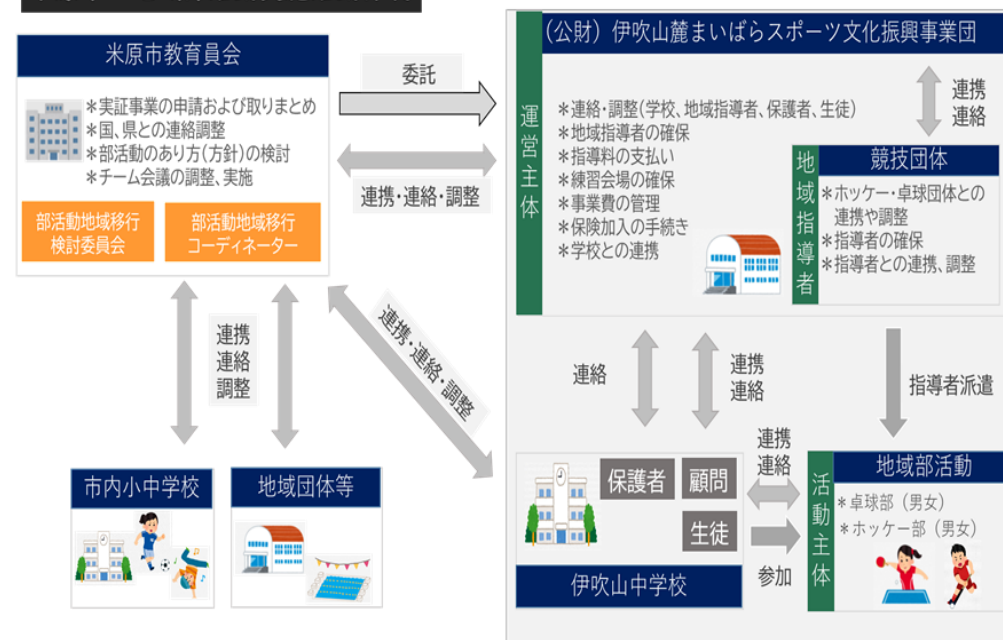 米原市教育員会
＊実証事業の申請および取りまとめ
＊国、県との連絡調整
＊部活動のあり方（方針）の検討
＊チーム会議の調整、実施
部活動地域移行
検討委員会
部活動地域移行
コーディネーター
委託
連携・連絡・調整
連携
連絡
調整
連携・連絡・調整
市内小中学校
地域団体等
（公財）伊吹山麓まいばらスポーツ文化振興事業団
運営主体
＊連絡・調整（学校、地域指導者、保護者、生徒）
＊地域指導者の確保
＊指導料の支払い
＊練習会場の確保
＊事業費の管理
＊保険加入の手続き
＊学校との連携
連携
連絡
地域指導者
競技団体
＊ホッケー・卓球団体との
連携や調整
＊指導者の確保
＊指導者との連携、調整
連絡
連携
連絡
指導者派遣
保護者
顧問
生徒
伊吹山中学校
連携
連絡
参加
活動主体
地域部活動
＊卓球部（男女）
＊ホッケー部（男女）